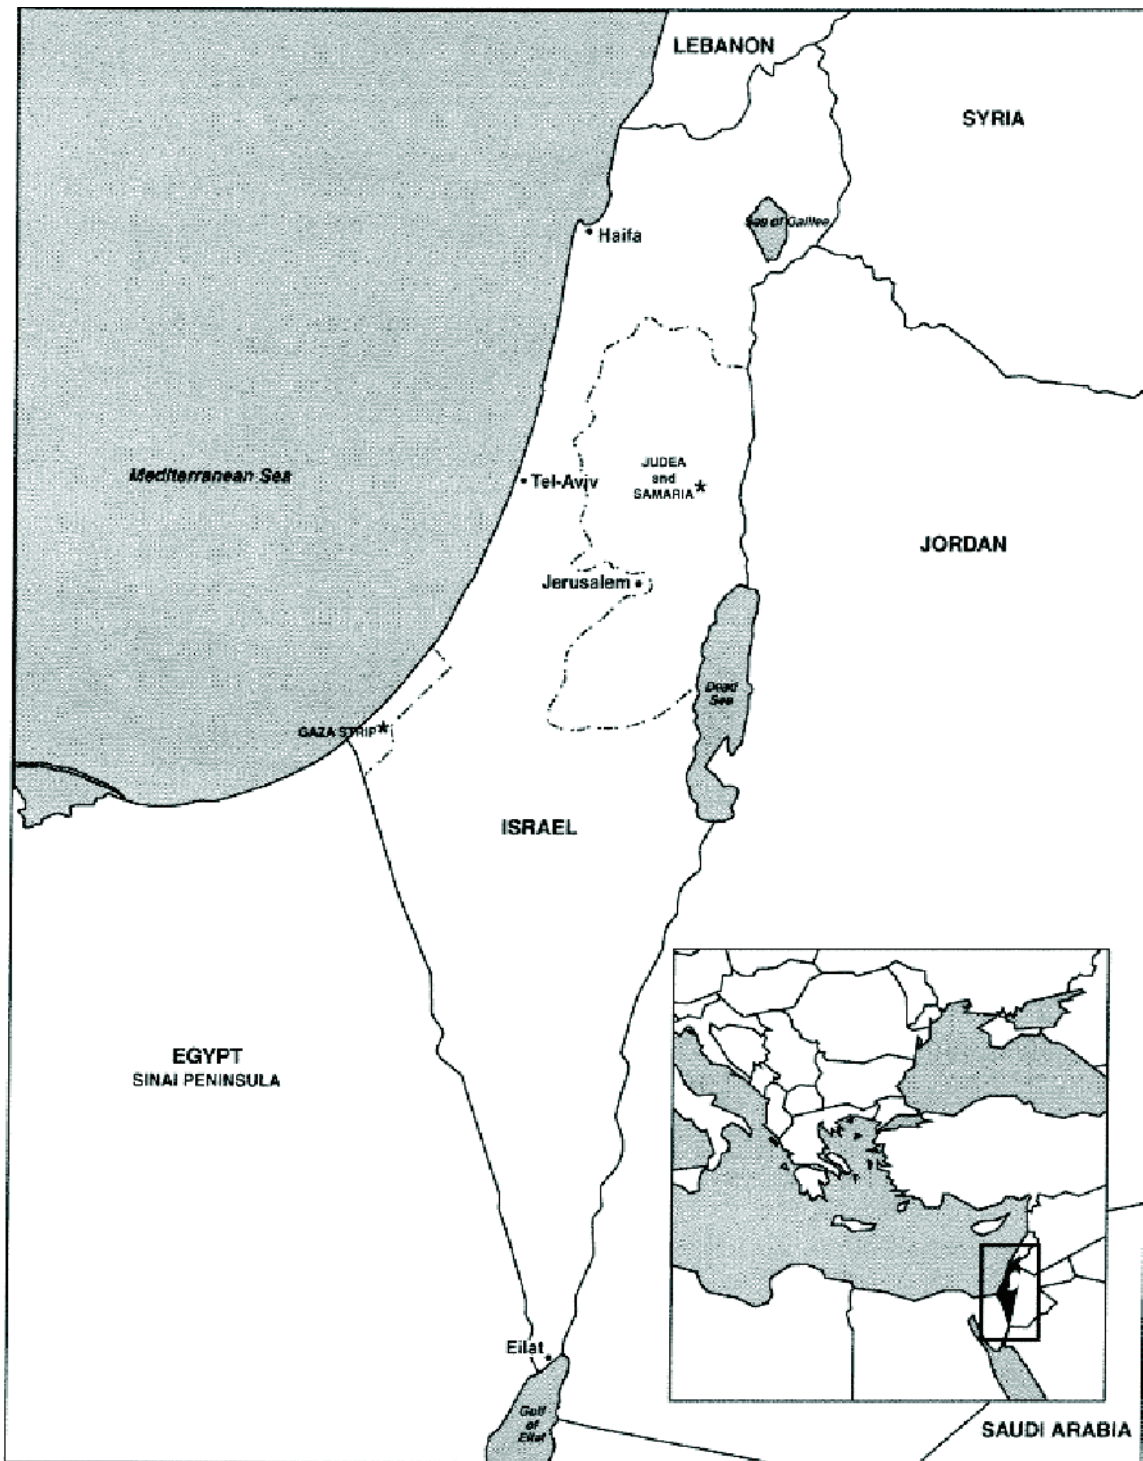 LEBANON
SYRIA
Sea of Galilee
Haifa
Mediterranean Sea
Tel-Aviv
JUDEA
and
SAMARIA*
JORDAN
Jerusalem
Dead
Sea
GAZA STRIP*
ISRAEL
EGYPT
SINAI PENINSULA
Eilat
Gulf
of
Eilat
SAUDI ARABIA